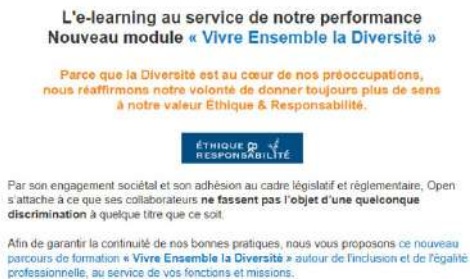 L'e-learning au service de notre performance
Nouveau module « Vivre Ensemble la Diversité »
Parce que la Diversité est au cœur de nos préoccupations,
nous réaffirmons notre volonté de donner toujours plus de sens
à notre valeur Éthique & Responsabilité.
ÉTHIQUE &
RESPONSABILITÉ
Par son engagement sociétal et son adhésion au cadre législatif et règlementaire, Open
s'attache à ce que ses collaborateurs ne fassent pas l'objet d'une quelconque
discrimination à quelque titre que ce soit.
Afin de garantir la continuité de nos bonnes pratiques, nous vous proposons ce nouveau
parcours de formation « Vivre Ensemble la Diversité » autour de l'inclusion et de l'égalité
professionnelle, au service de vos fonctions et missions.